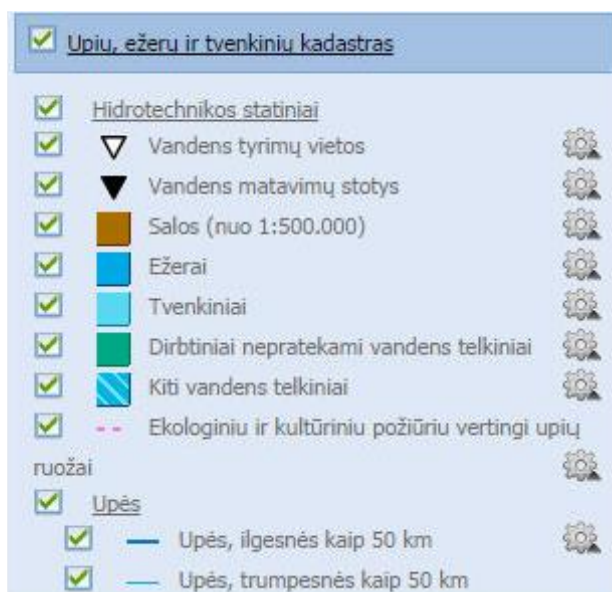 Upių, ežerų ir tvenkinių kadastras
Hidrotechnikos statiniai
Vandens tyrimų vietos
Vandens matavimų stotys
Salos (nuo 1:500.000)
Ežerai
Tvenkiniai
Dirbtiniai nepratekami vandens telkiniai
Kiti vandens telkiniai
Ekologiniu ir kultūriniu požiūriu vertingi upių
ruožai
Upės
Upės, ilgesnės kaip 50 km
Upės, trumpesnės kaip 50 km